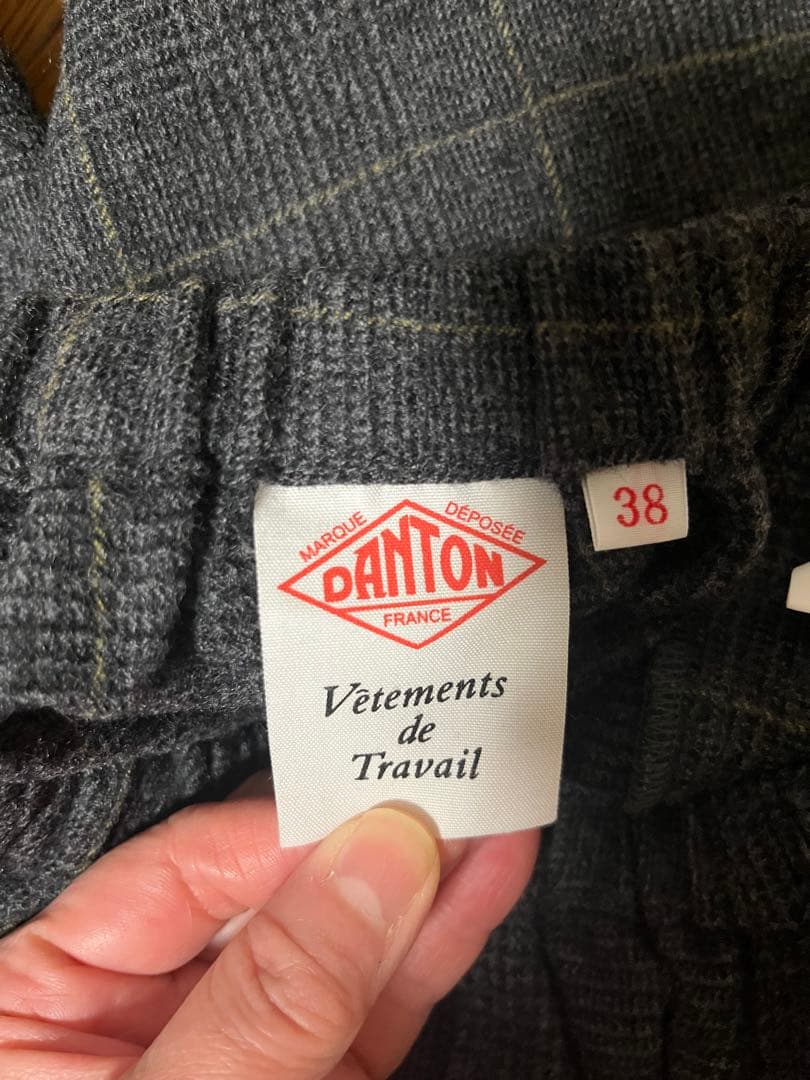 MARQUE DÉPOSÉE
DANTON
FRANCE
Vêtements
de
Travail
38